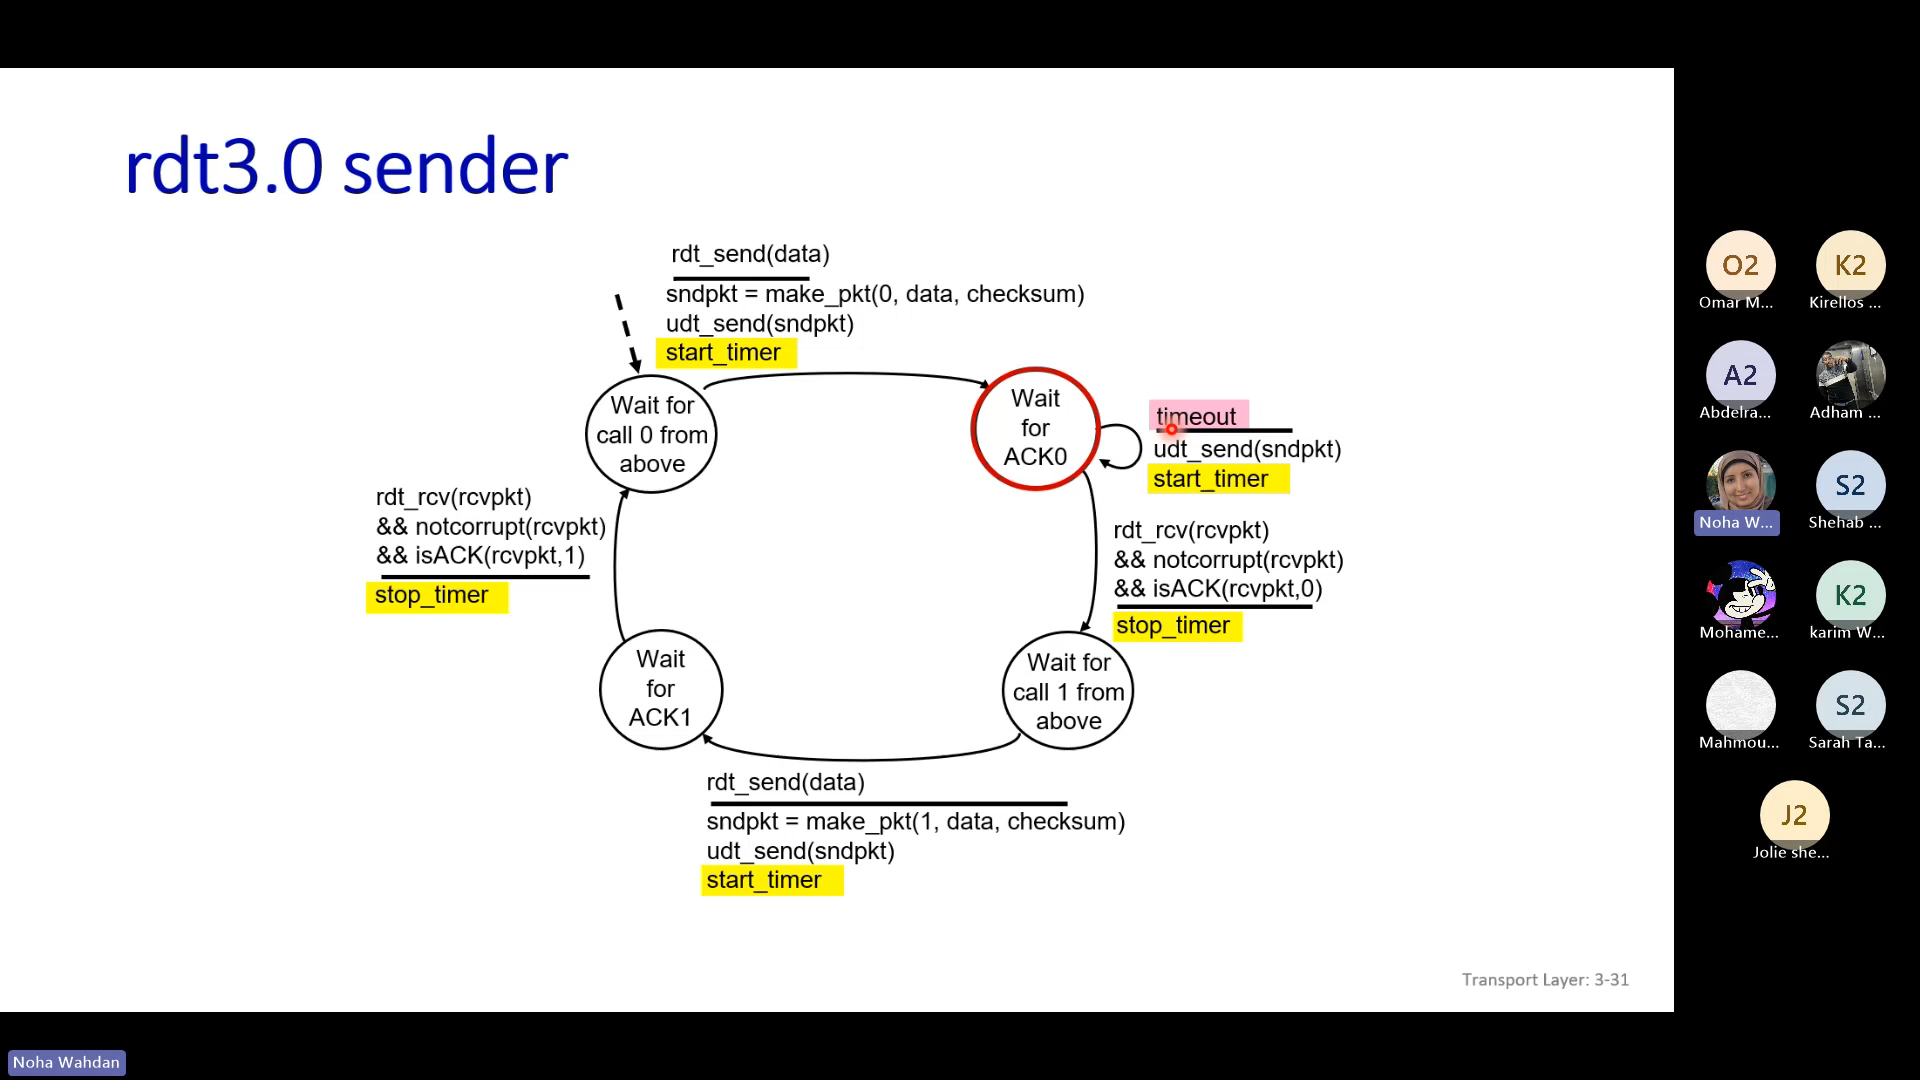 rdt3.0 sender
rdt_send(data)
sndpkt = make_pkt(0, data, checksum)
udt_send(sndpkt)
start_timer
Wait for
call 0 from
above
Wait
for
ACK0
timeout
udt_send(sndpkt)
start_timer
rdt_rcv(rcvpkt)
&& notcorrupt(rcvpkt)
&& isACK(rcvpkt,1)
stop_timer
rdt_rcv(rcvpkt)
&& notcorrupt(rcvpkt)
&& isACK(rcvpkt,0)
stop_timer
Wait
for
ACK1
Wait for
call 1 from
above
rdt_send(data)
sndpkt = make_pkt(1, data, checksum)
udt_send(sndpkt)
start_timer
Transport Layer: 3-31
O2
Omar M...
K2
Kirellos ...
A2
Abdelra...
Adham ...
Noha W...
S2
Shehab ...
Mohame...
K2
karim W...
Mahmou...
S2
Sarah Ta...
J2
Jolie she...
Noha Wahdan